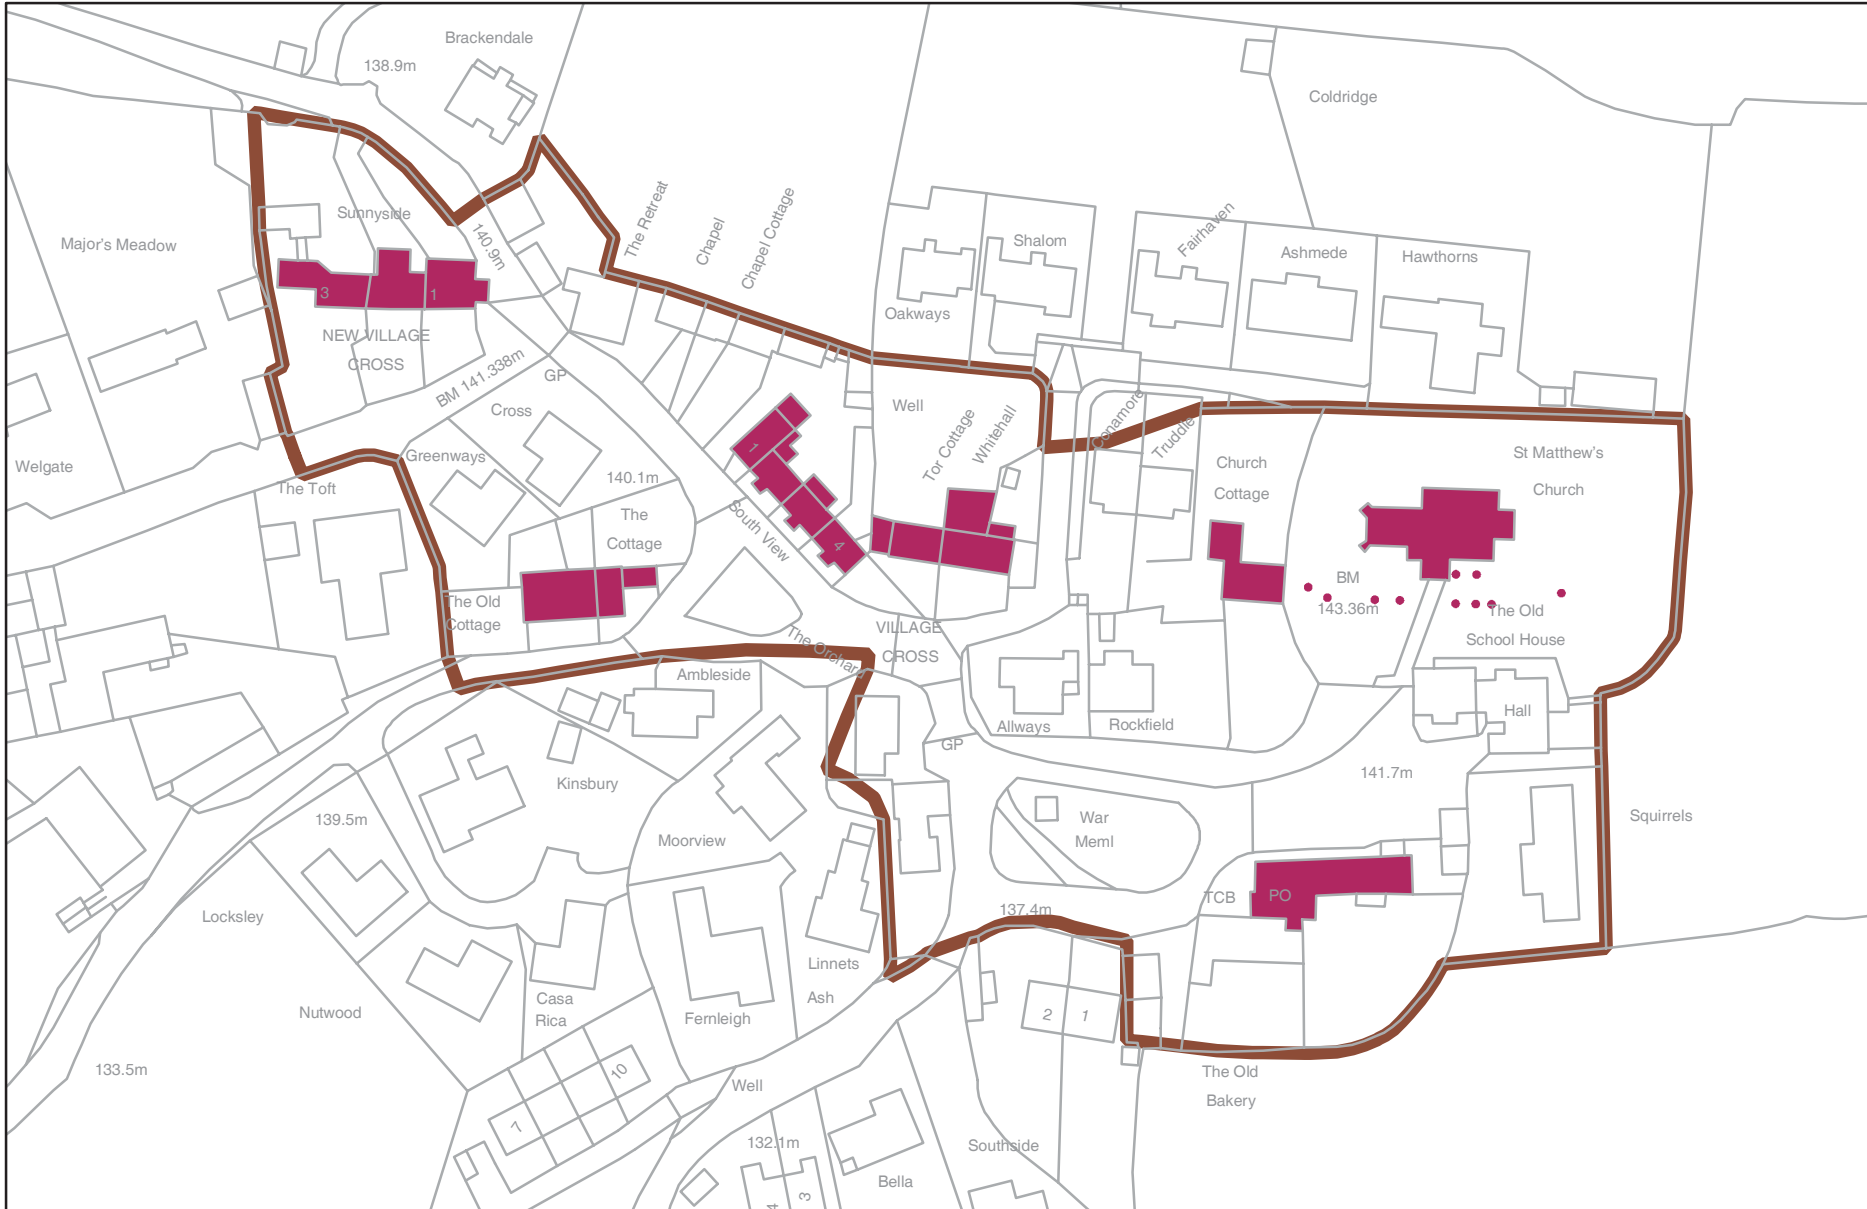 Brackendale
138.9m
Coldridge
Sunnyside
Major's Meadow
140.9m
The Retreat
Chapel
Chapel Cottage
Shalom
Fairhaven
Ashmede
Hawthorns
Oakways
3
1
NEW VILLAGE
CROSS
BM 141.338m
GP
Cross
Well
Tor Cottage
Whitehall
Conamore
Truddle
Church
Cottage
St Matthew's
Church
Welgate
The Toft
Greenways
140.1m
The
Cottage
1
4
South View
The Old
Cottage
BM
143.36m
The Old
School House
VILLAGE
CROSS
The Orchard
Ambleside
Allways
Rockfield
Hall
GP
141.7m
Kinsbury
139.5m
Moorview
War
Meml
Squirrels
TCB
PO
Locksley
137.4m
Linnets
Ash
Nutwood
Casa
Rica
Fernleigh
2
1
133.5m
10
7
Well
The Old
Bakery
132.1m
Southside
Bella
4
3